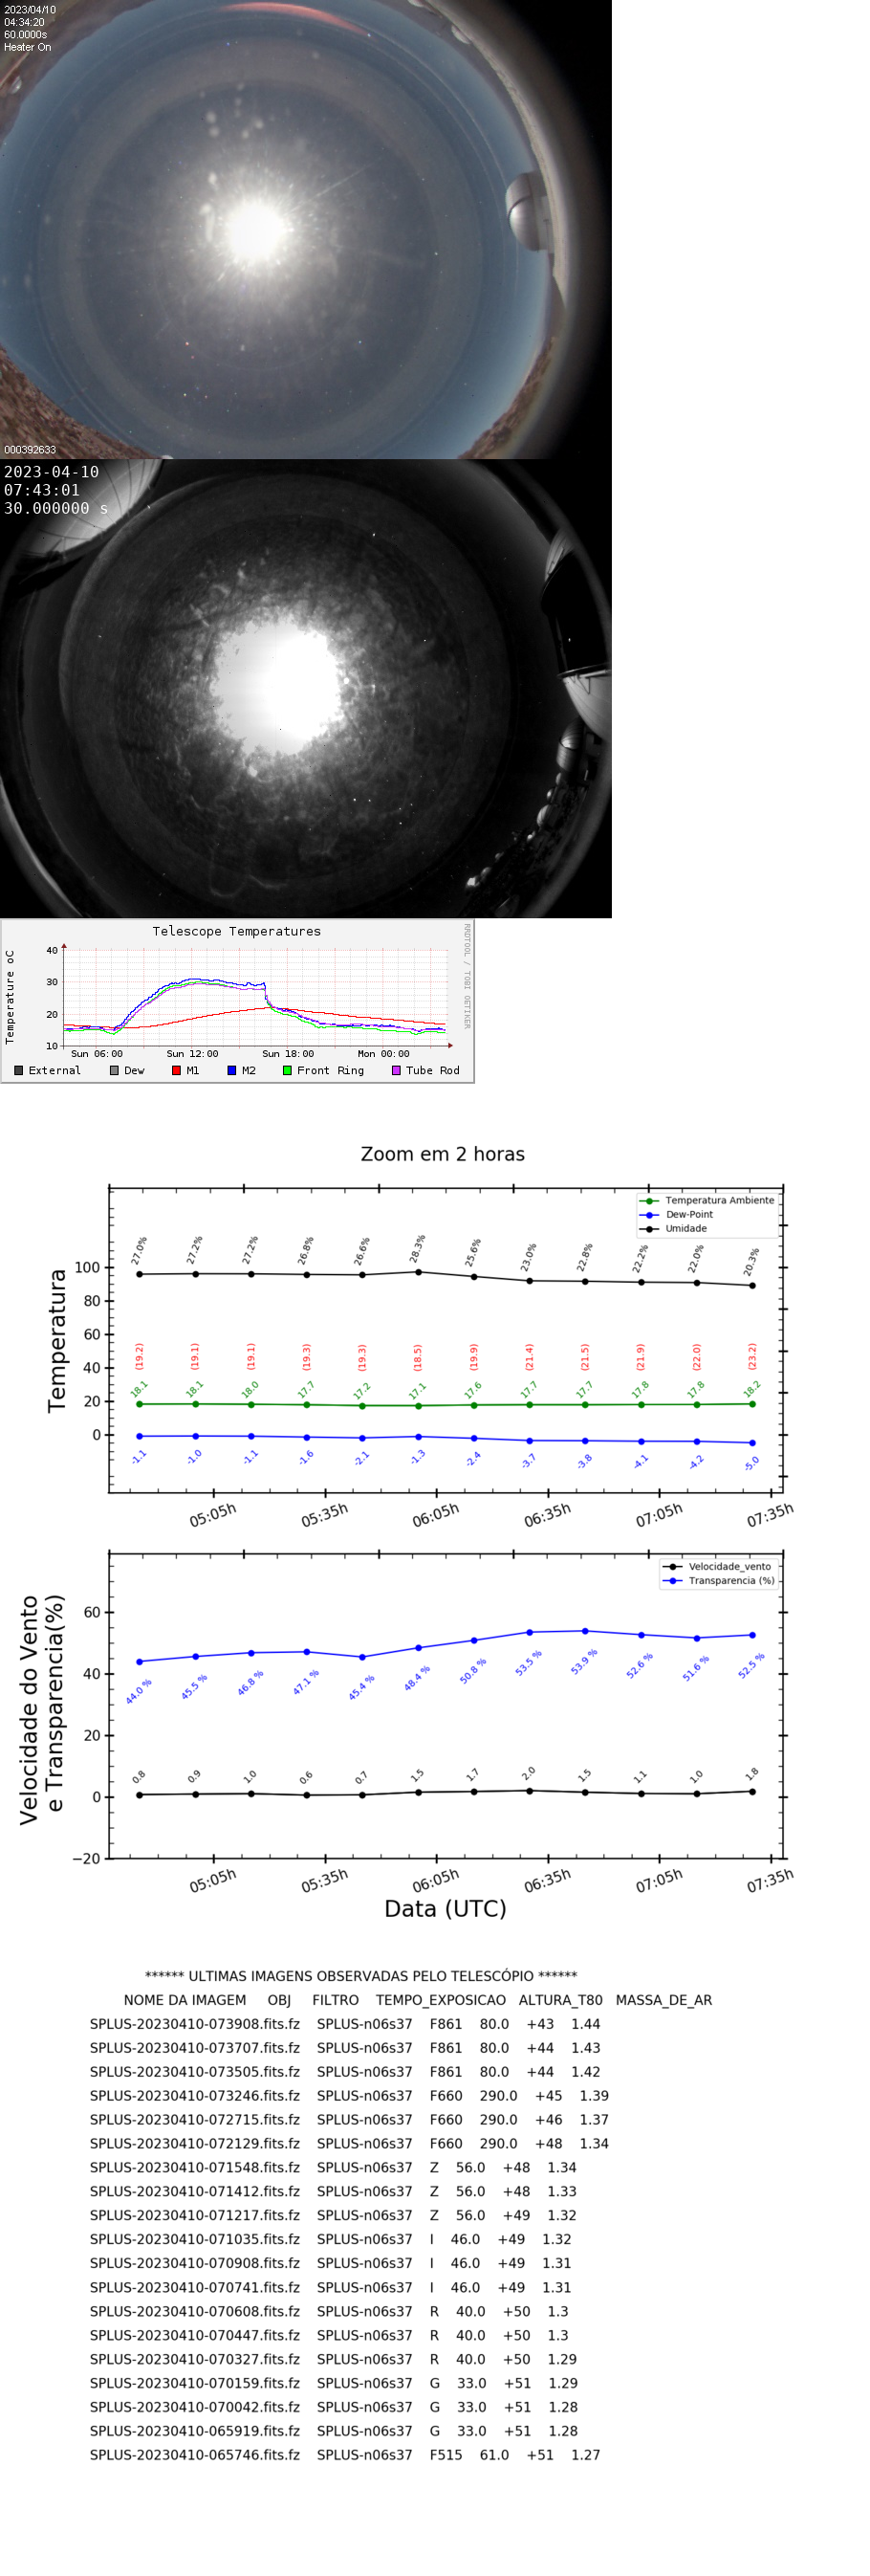 2023/04/10
04:34:20
60.0000s
Heater On
000392633
2023-04-10
07:43:01
30.000000 s
Telescope Temperatures
RRDTOOL / TOBI OETIKER
Temperature oC
40
30
20
10
Sun 06:00 Sun 12:00 Sun 18:00 Mon 00:00
External Dew M1 M2 Front Ring Tube Rod
Zoom em 2 horas
Temperatura Ambiente
Dew-Point
Umidade
Temperatura
100
80
60
40
20
0
27.0% 27.2% 27.2% 26.8% 26.6% 28.3% 25.6% 23.0% 22.8% 22.2% 22.0% 20.3%
(19.2) (19.1) (19.1) (19.3) (19.3) (18.5) (19.9) (21.4) (21.5) (21.9) (22.0) (23.2)
18.1 18.1 18.0 17.7 17.2 17.1 17.6 17.7 17.7 17.8 17.8 18.2
-1.1 -1.0 -1.1 -1.6 -2.1 -1.3 -2.4 -3.7 -3.8 -4.1 -4.2 -5.0
05:05h 05:35h 06:05h 06:35h 07:05h 07:35h
Velocidade_vento
Transparencia (%)
Velocidade do Vento
e Transparencia(%)
60
40
20
0
−20
44.0 % 45.5 % 46.8 % 47.1 % 45.4 % 48.4 % 50.8 % 53.5 % 53.9 % 52.6 % 51.6 % 52.5 %
0.8 0.9 1.0 0.6 0.7 1.5 1.7 2.0 1.5 1.1 1.0 1.8
05:05h 05:35h 06:05h 06:35h 07:05h 07:35h
Data (UTC)
****** ULTIMAS IMAGENS OBSERVADAS PELO TELESCÓPIO ******
NOME DA IMAGEM OBJ FILTRO TEMPO_EXPOSICAO ALTURA_T80 MASSA_DE_AR
SPLUS-20230410-073908.fits.fz SPLUS-n06s37 F861 80.0 +43 1.44
SPLUS-20230410-073707.fits.fz SPLUS-n06s37 F861 80.0 +44 1.43
SPLUS-20230410-073505.fits.fz SPLUS-n06s37 F861 80.0 +44 1.42
SPLUS-20230410-073246.fits.fz SPLUS-n06s37 F660 290.0 +45 1.39
SPLUS-20230410-072715.fits.fz SPLUS-n06s37 F660 290.0 +46 1.37
SPLUS-20230410-072129.fits.fz SPLUS-n06s37 F660 290.0 +48 1.34
SPLUS-20230410-071548.fits.fz SPLUS-n06s37 Z 56.0 +48 1.34
SPLUS-20230410-071412.fits.fz SPLUS-n06s37 Z 56.0 +48 1.33
SPLUS-20230410-071217.fits.fz SPLUS-n06s37 Z 56.0 +49 1.32
SPLUS-20230410-071035.fits.fz SPLUS-n06s37 I 46.0 +49 1.32
SPLUS-20230410-070908.fits.fz SPLUS-n06s37 I 46.0 +49 1.31
SPLUS-20230410-070741.fits.fz SPLUS-n06s37 I 46.0 +49 1.31
SPLUS-20230410-070608.fits.fz SPLUS-n06s37 R 40.0 +50 1.3
SPLUS-20230410-070447.fits.fz SPLUS-n06s37 R 40.0 +50 1.3
SPLUS-20230410-070327.fits.fz SPLUS-n06s37 R 40.0 +50 1.29
SPLUS-20230410-070159.fits.fz SPLUS-n06s37 G 33.0 +51 1.29
SPLUS-20230410-070042.fits.fz SPLUS-n06s37 G 33.0 +51 1.28
SPLUS-20230410-065919.fits.fz SPLUS-n06s37 G 33.0 +51 1.28
SPLUS-20230410-065746.fits.fz SPLUS-n06s37 F515 61.0 +51 1.27